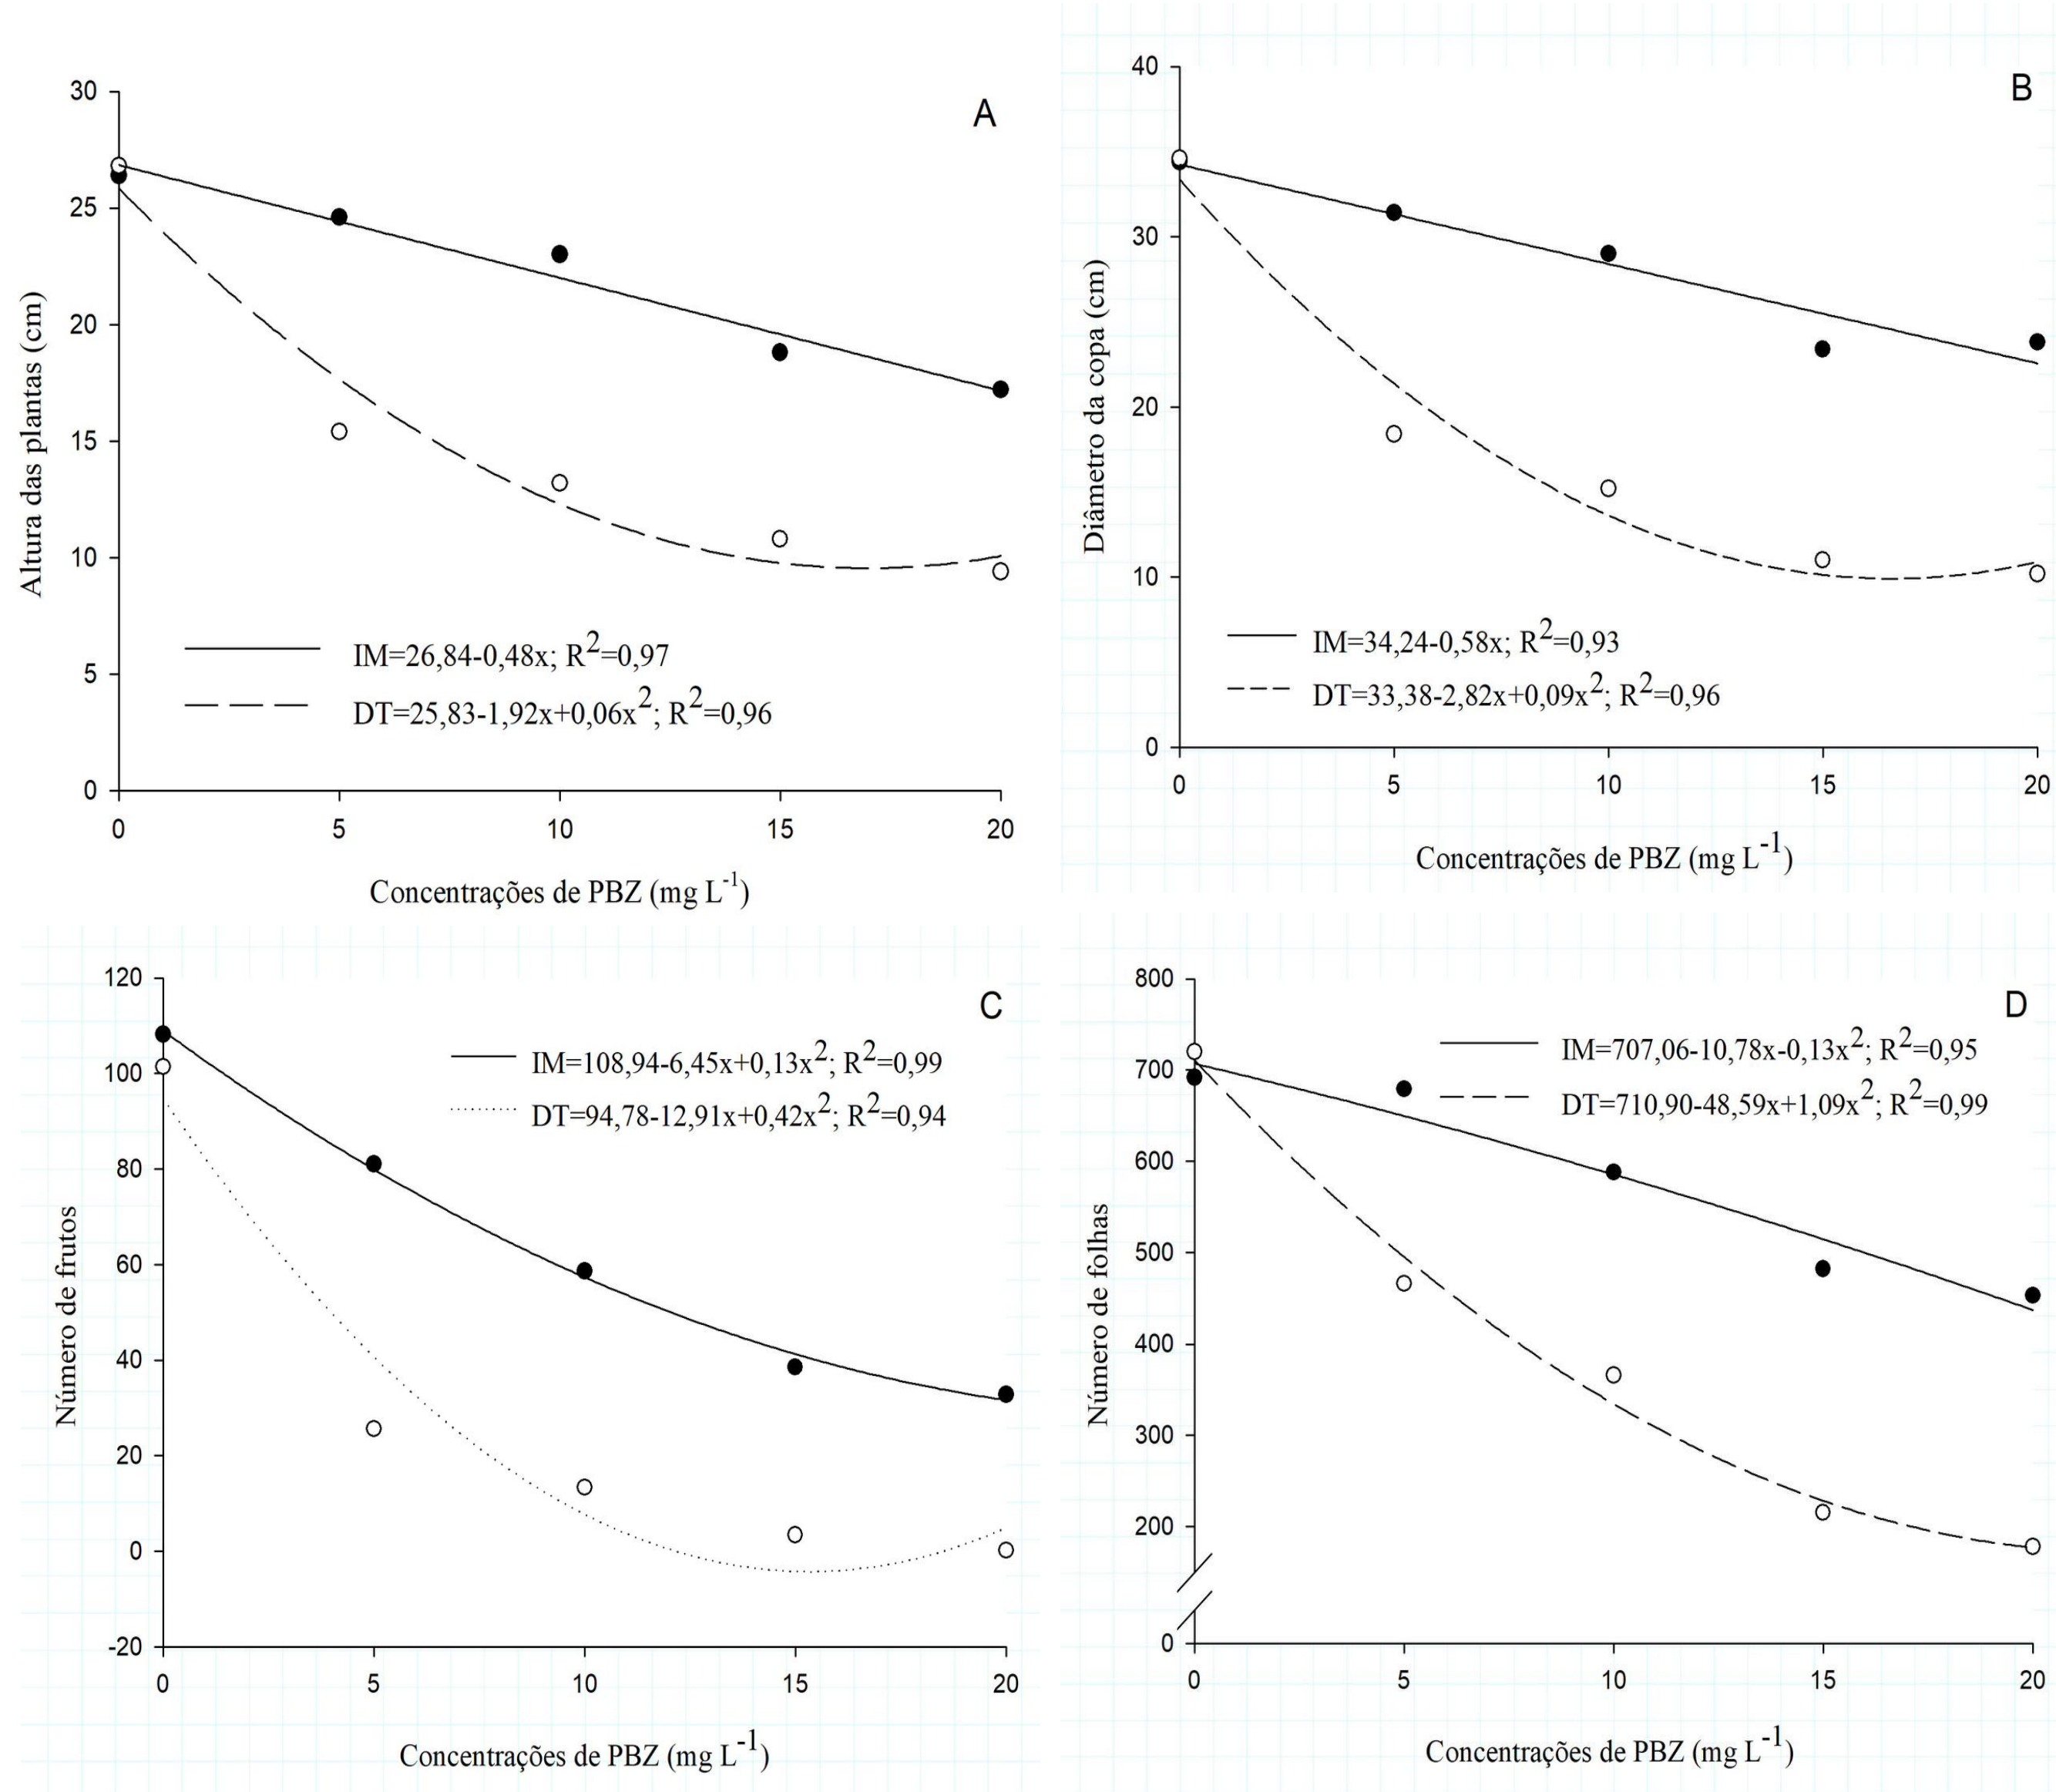 A
30
25
20
15
10
5
0
Altura das plantas (cm)
IM=26,84-0,48x; R²=0,97
DT=25,83-1,92x+0,06x²; R²=0,96
0 5 10 15 20
Concentrações de PBZ (mg L⁻¹)
B
40
30
20
10
0
Diâmetro da copa (cm)
IM=34,24-0,58x; R²=0,93
DT=33,38-2,82x+0,09x²; R²=0,96
0 5 10 15 20
Concentrações de PBZ (mg L⁻¹)
C
120
100
80
60
40
20
0
-20
Número de frutos
IM=108,94-6,45x+0,13x²; R²=0,99
DT=94,78-12,91x+0,42x²; R²=0,94
0 5 10 15 20
Concentrações de PBZ (mg L⁻¹)
D
800
700
600
500
400
300
200
0
Número de folhas
IM=707,06-10,78x-0,13x²; R²=0,95
DT=710,90-48,59x+1,09x²; R²=0,99
0 5 10 15 20
Concentrações de PBZ (mg L⁻¹)